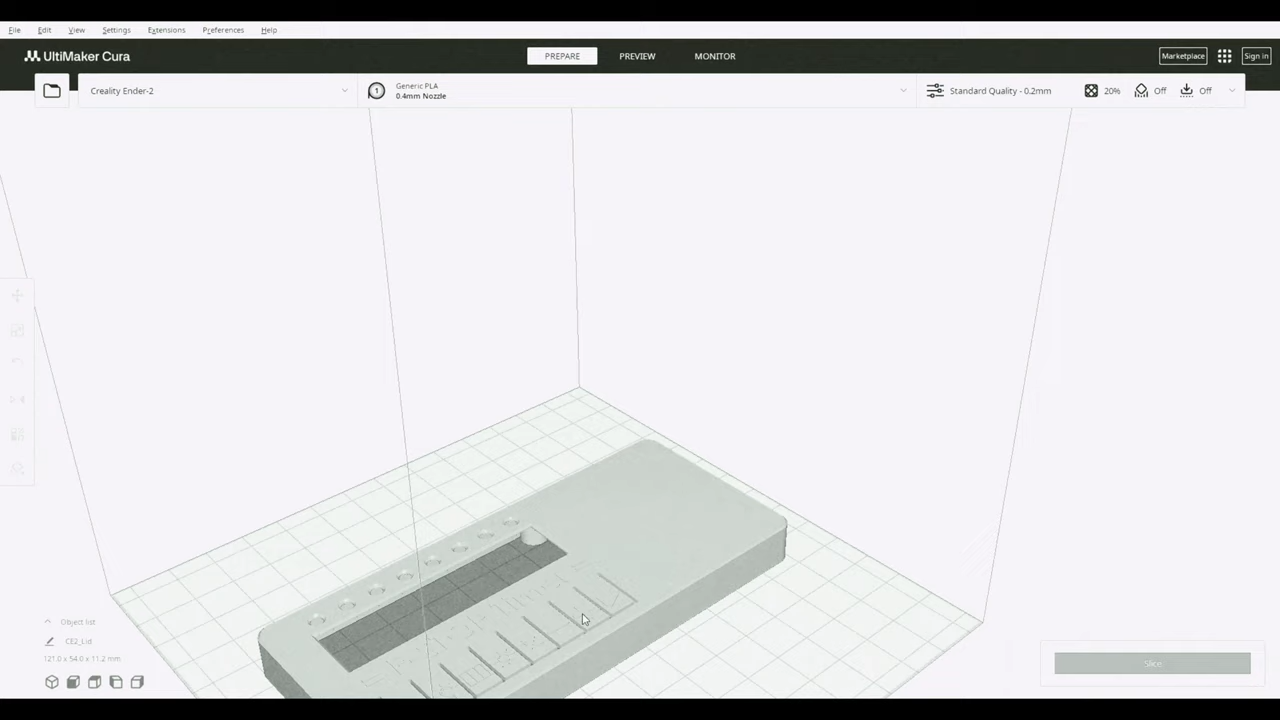 File Edit View Settings Extensions Preferences Help
UltiMaker Cura PREPARE PREVIEW MONITOR Marketplace Sign in
Creality Ender-2 1 Generic PLA Standard Quality - 0.2mm 20% Off Off
0.4mm Nozzle
Object list
CE2_Lid
121.0 x 54.0 x 11.2 mm
Slice